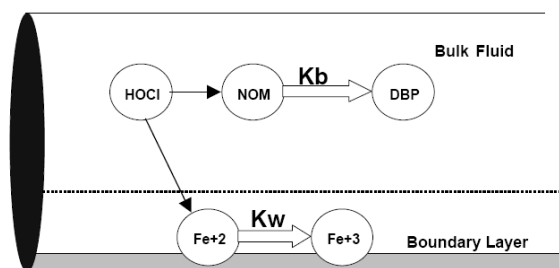 Bulk Fluid
HOCl
NOM
Kb
DBP
Fe+2
Kw
Fe+3
Boundary Layer